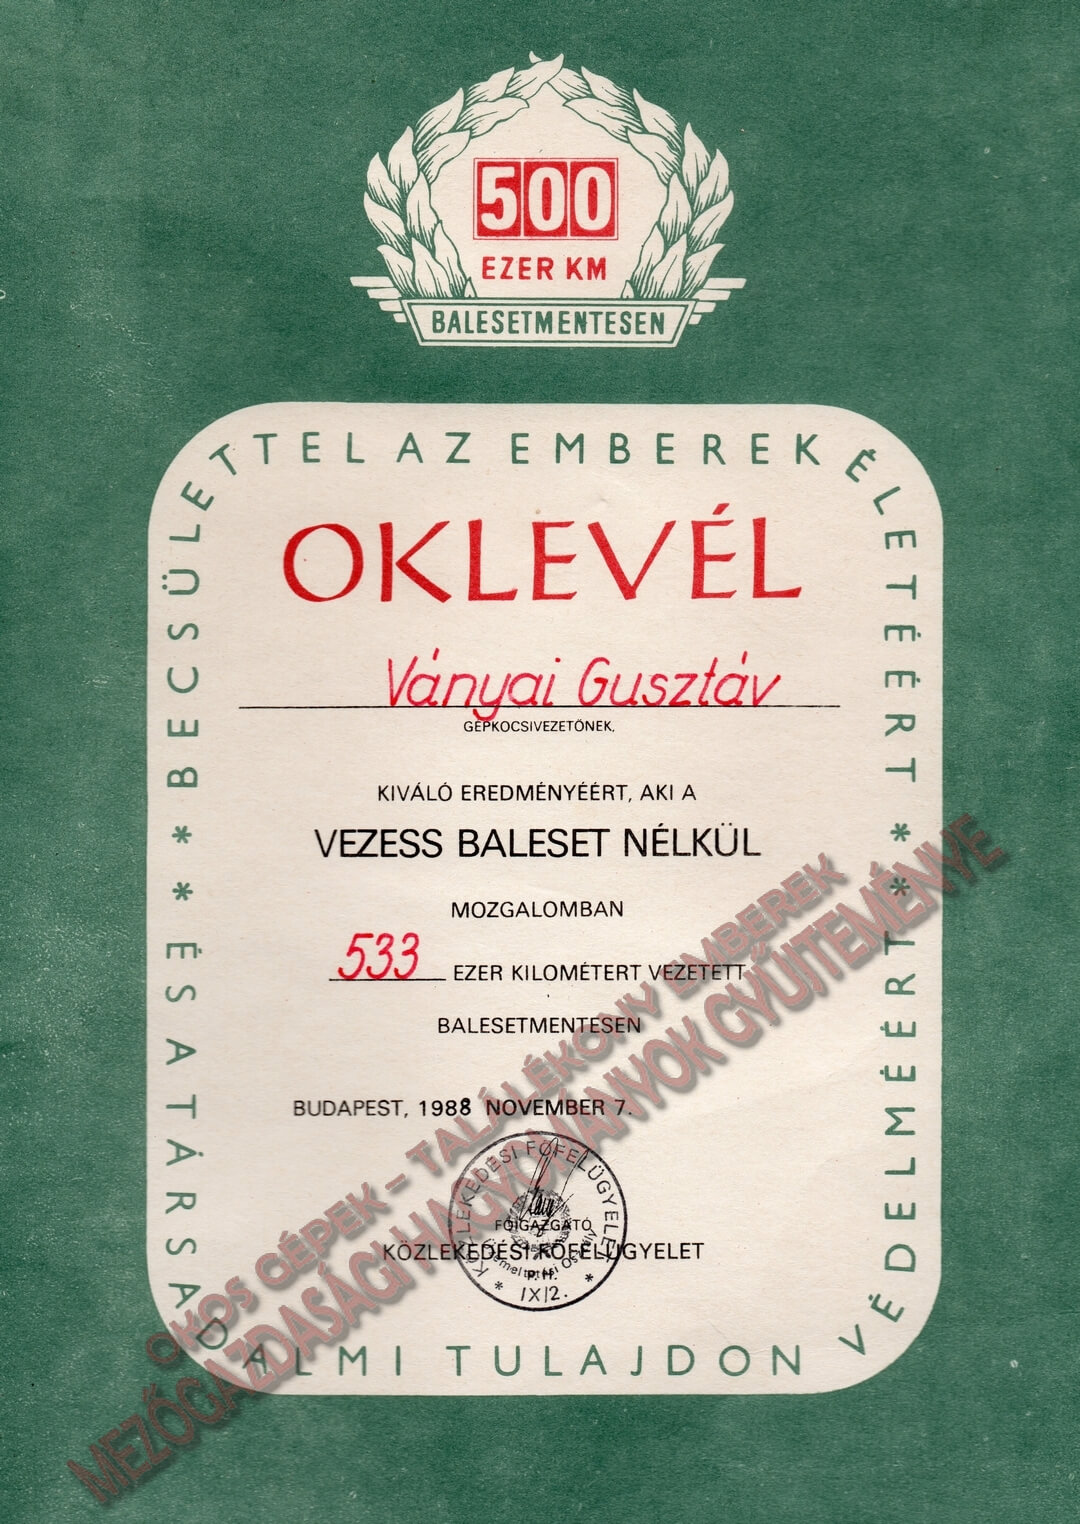 500
EZER KM
BALESETMENTESEN
* BECSÜLETTEL AZ EMBEREK ÉLETÉÉRT *
* ÉS A TÁRSADALMI TULAJDON VÉDELMÉÉRT *
OKLEVÉL
Ványai Gusztáv
GÉPKOCSIVEZETŐNEK,
KIVÁLÓ EREDMÉNYÉÉRT, AKI A
VEZESS BALESET NÉLKÜL
MOZGALOMBAN
533 EZER KILOMÉTERT VEZETETT
BALESETMENTESEN
BUDAPEST, 1988 NOVEMBER 7.
KÖZLEKEDÉSI FŐFELÜGYELET
FŐIGAZGATÓ
KÖZLEKEDÉSI FŐFELÜGYELET
P.H.
* IX/2. *
OKOS GÉPEK – TALÁLÉKONY EMBEREK
MEZŐGAZDASÁGI HAGYOMÁNYOK GYŰJTEMÉNYE